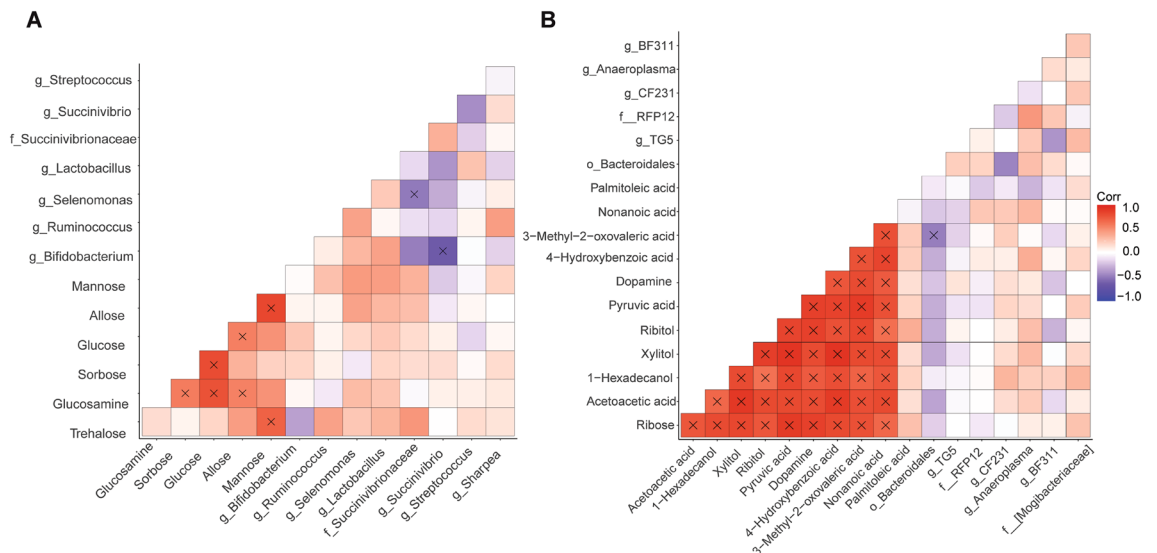 A
g_Streptococcus
g_Succinivibrio
f_Succinivibrionaceae
g_Lactobacillus
g_Selenomonas
g_Ruminococcus
g_Bifidobacterium
Mannose
Allose
Glucose
Sorbose
Glucosamine
Trehalose
Glucosamine
Sorbose
Glucose
Allose
Mannose
g_Bifidobacterium
g_Ruminococcus
g_Selenomonas
g_Lactobacillus
f_Succinivibrionaceae
g_Succinivibrio
g_Streptococcus
g_Sharpea
B
g_BF311
g_Anaeroplasma
g_CF231
f__RFP12
g_TG5
o_Bacteroidales
Palmitoleic acid
Nonanoic acid
3−Methyl−2−oxovaleric acid
4−Hydroxybenzoic acid
Dopamine
Pyruvic acid
Ribitol
Xylitol
1−Hexadecanol
Acetoacetic acid
Ribose
Acetoacetic acid
1−Hexadecanol
Xylitol
Ribitol
Pyruvic acid
Dopamine
4−Hydroxybenzoic acid
3−Methyl−2−oxovaleric acid
Nonanoic acid
Palmitoleic acid
o_Bacteroidales
g_TG5
f__RFP12
g_CF231
g_Anaeroplasma
g_BF311
f__[Mogibacteriaceae]
Corr
1.0
0.5
0.0
−0.5
−1.0